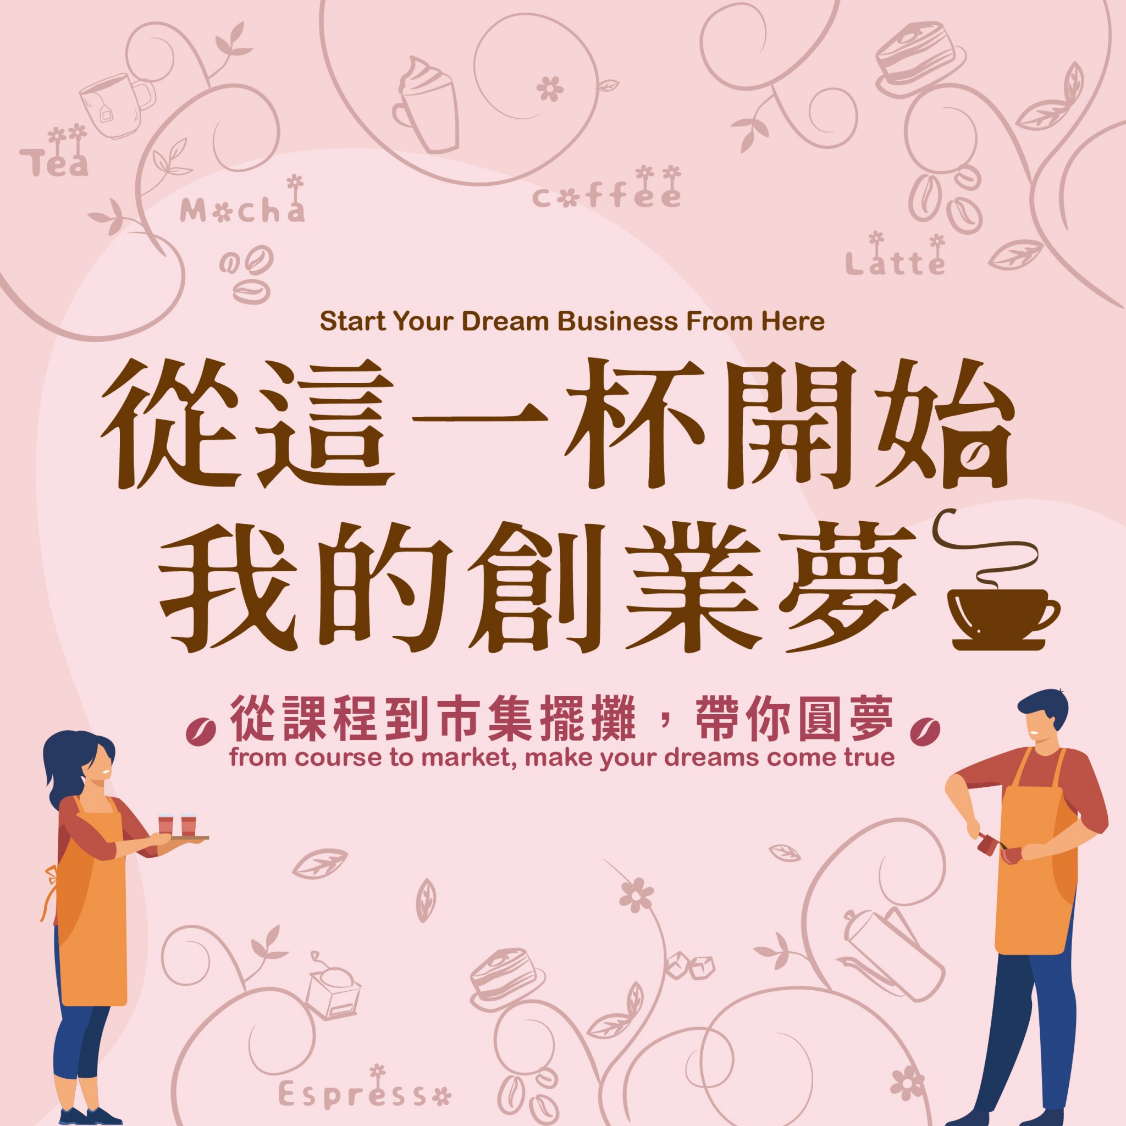 Tea
Mocha
coffee
Latte
Start Your Dream Business From Here
從這一杯開始
我的創業夢
從課程到市集擺攤，帶你圓夢
from course to market, make your dreams come true
Espresso